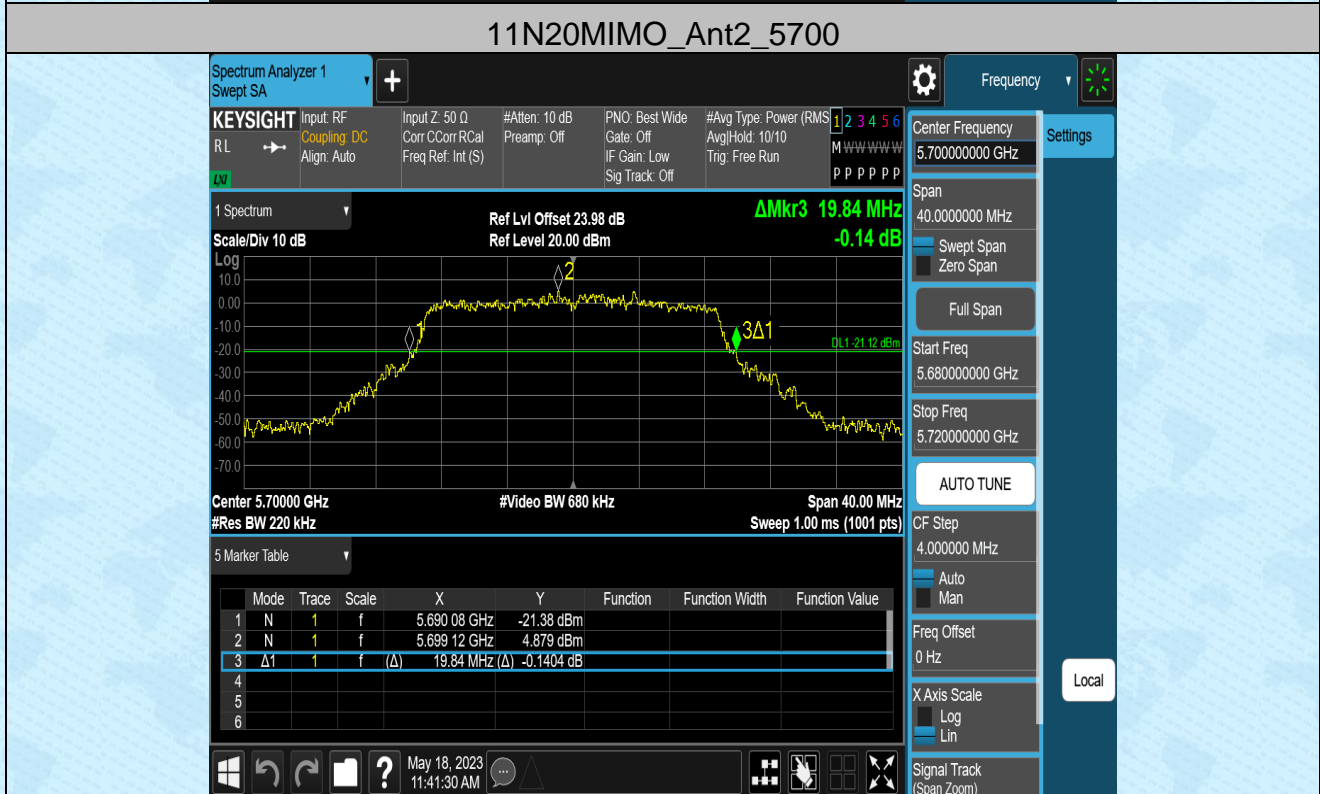 11N20MIMO_Ant2_5700
Spectrum Analyzer 1
Swept SA
+
Frequency
KEYSIGHT
RL
LXI
Input: RF
Coupling: DC
Align: Auto
Input Z: 50 Ω
Corr CCorr RCal
Freq Ref: Int (S)
#Atten: 10 dB
Preamp: Off
PNO: Best Wide
Gate: Off
IF Gain: Low
Sig Track: Off
#Avg Type: Power (RMS
Avg|Hold: 10/10
Trig: Free Run
1 2 3 4 5 6
M W W W W W
P P P P P P
Center Frequency
5.700000000 GHz
Settings
Span
40.0000000 MHz
Swept Span
Zero Span
Full Span
Start Freq
5.680000000 GHz
Stop Freq
5.720000000 GHz
AUTO TUNE
CF Step
4.000000 MHz
Auto
Man
Freq Offset
0 Hz
X Axis Scale
Log
Lin
Signal Track
(Span Zoom)
Local
1 Spectrum
Scale/Div 10 dB
Ref Lvl Offset 23.98 dB
Ref Level 20.00 dBm
ΔMkr3 19.84 MHz
-0.14 dB
Log
10.0
0.00
-10.0
-20.0
-30.0
-40.0
-50.0
-60.0
-70.0
1
2
3Δ1
DL1 -21.12 dBm
Center 5.70000 GHz
#Video BW 680 kHz
Span 40.00 MHz
#Res BW 220 kHz
Sweep 1.00 ms (1001 pts)
5 Marker Table
Mode Trace Scale X Y Function Function Width Function Value
1 N 1 f 5.690 08 GHz -21.38 dBm
2 N 1 f 5.699 12 GHz 4.879 dBm
3 Δ1 1 f (Δ) 19.84 MHz (Δ) -0.1404 dB
4
5
6
?
May 18, 2023
11:41:30 AM